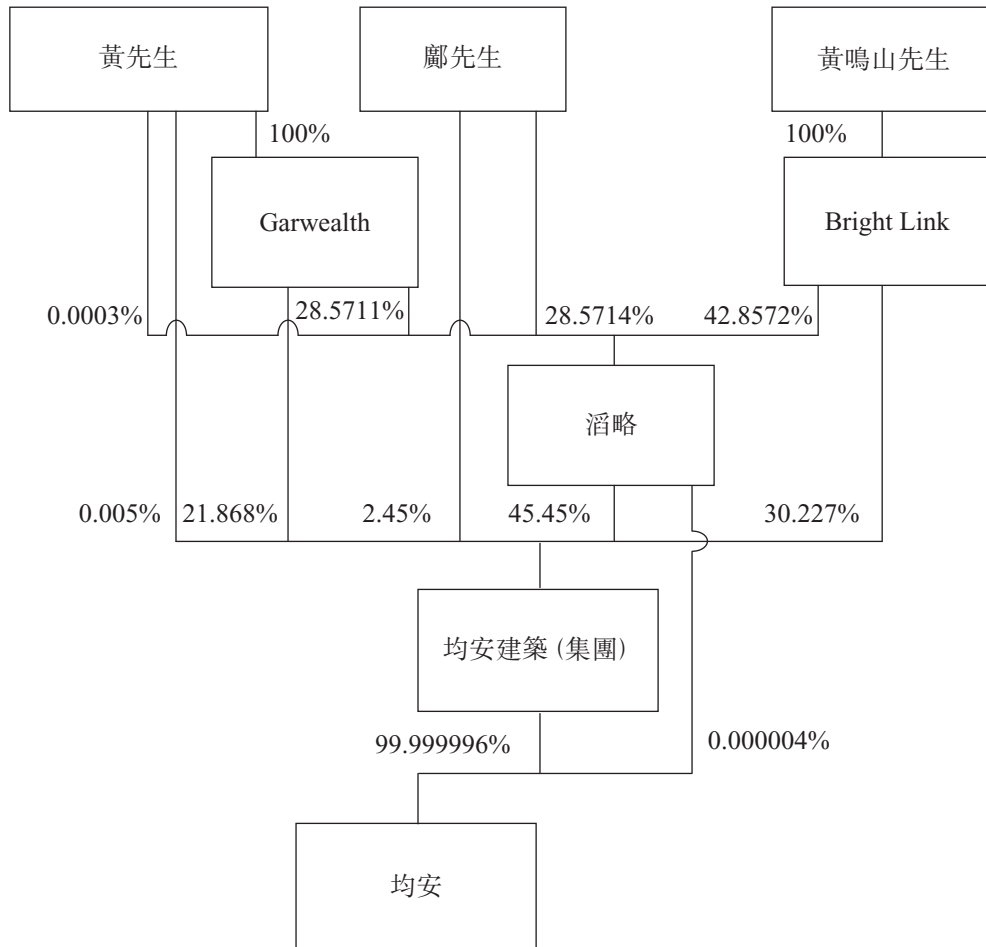 黃先生
鄺先生
黃鳴山先生
100%
100%
Garwealth
Bright Link
0.0003%
28.5711%
28.5714%
42.8572%
滔略
0.005%
21.868%
2.45%
45.45%
30.227%
均安建築 (集團)
99.999996%
0.000004%
均安